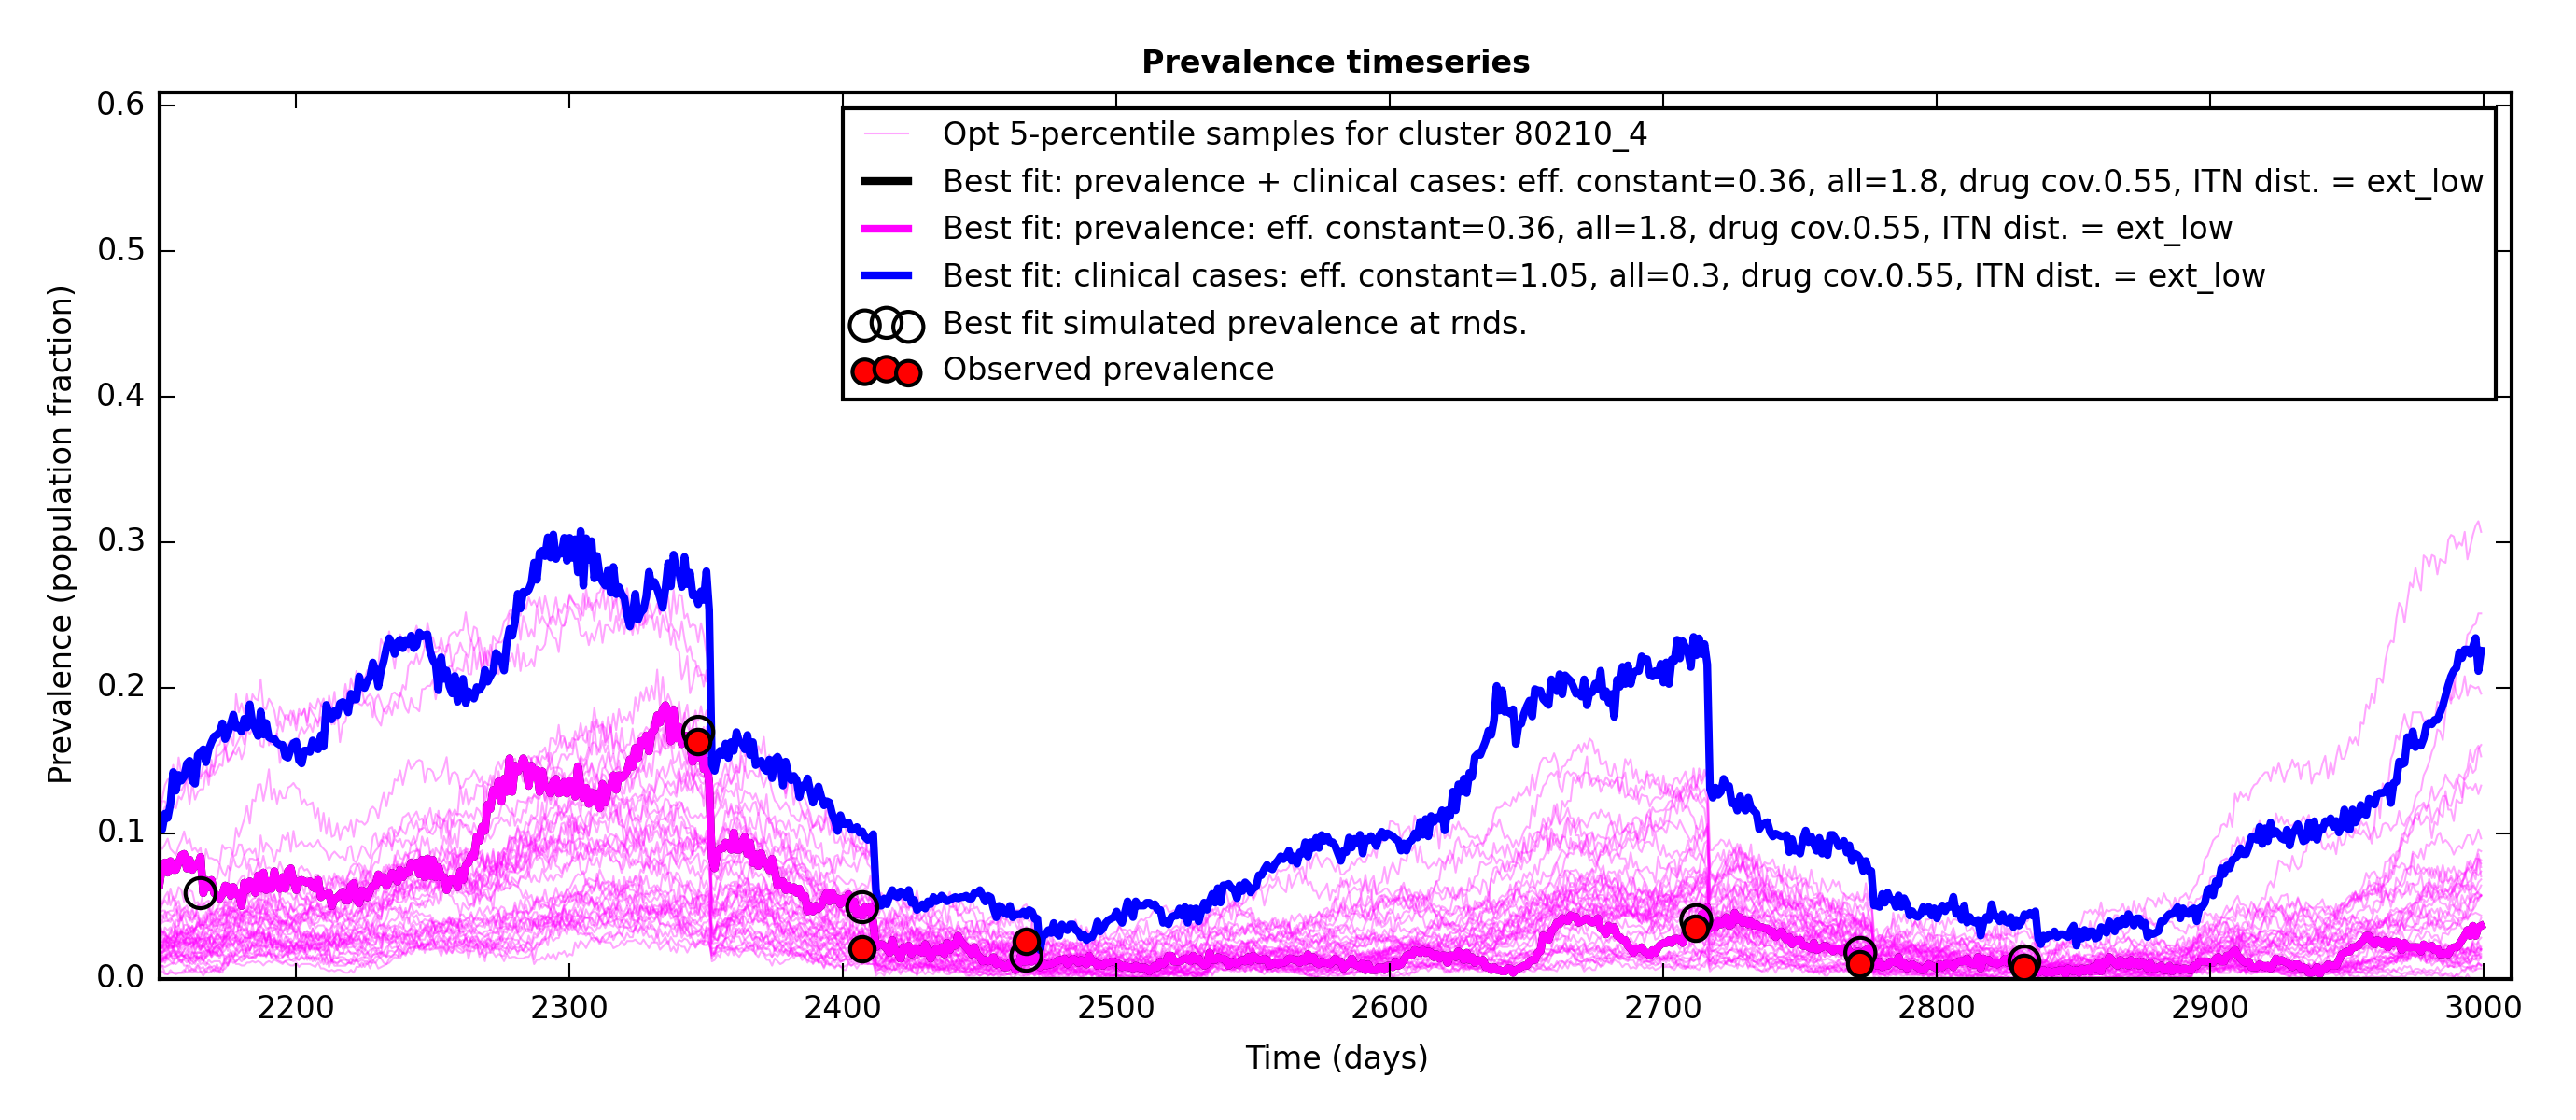 Prevalence timeseries
0.6
0.5
0.4
0.3
0.2
0.1
0.0
Prevalence (population fraction)
Opt 5-percentile samples for cluster 80210_4
Best fit: prevalence + clinical cases: eff. constant=0.36, all=1.8, drug cov.0.55, ITN dist. = ext_low
Best fit: prevalence: eff. constant=0.36, all=1.8, drug cov.0.55, ITN dist. = ext_low
Best fit: clinical cases: eff. constant=1.05, all=0.3, drug cov.0.55, ITN dist. = ext_low
Best fit simulated prevalence at rnds.
Observed prevalence
2200 2300 2400 2500 2600 2700 2800 2900 3000
Time (days)